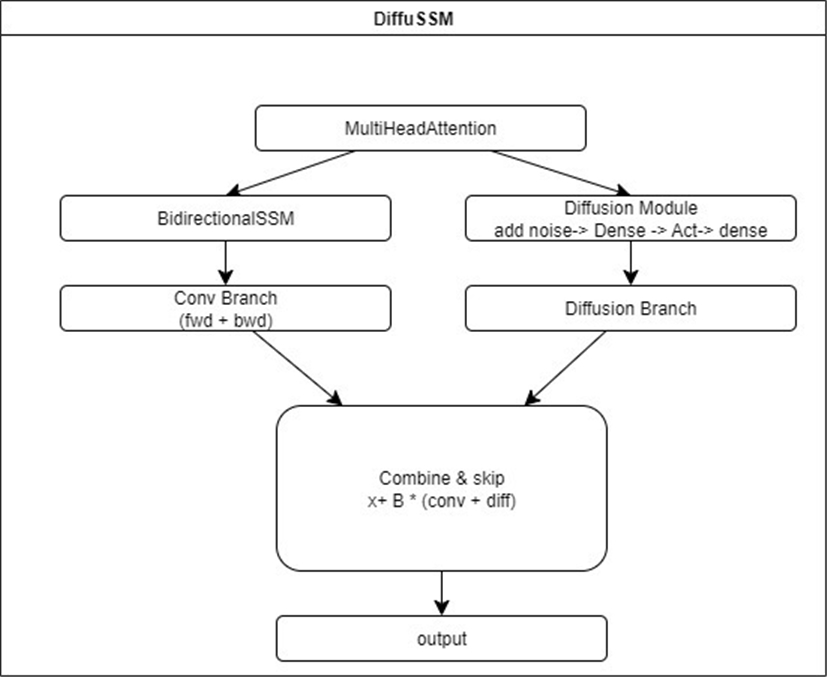 DiffuSSM
MultiHeadAttention
BidirectionalSSM
Diffusion Module
add noise-> Dense -> Act-> dense
Conv Branch
(fwd + bwd)
Diffusion Branch
Combine & skip
x+ B * (conv + diff)
output